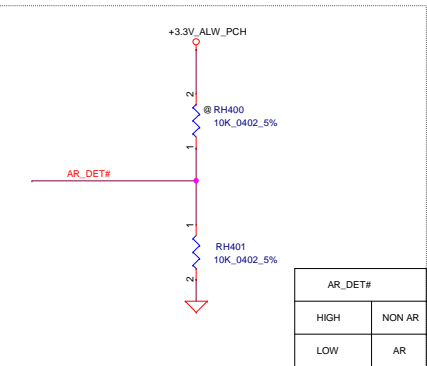 +3.3V_ALW_PCH
2
@ RH400
10K_0402_5%
1
AR_DET#
1
RH401
10K_0402_5%
2
AR_DET#
HIGH NON AR
LOW AR